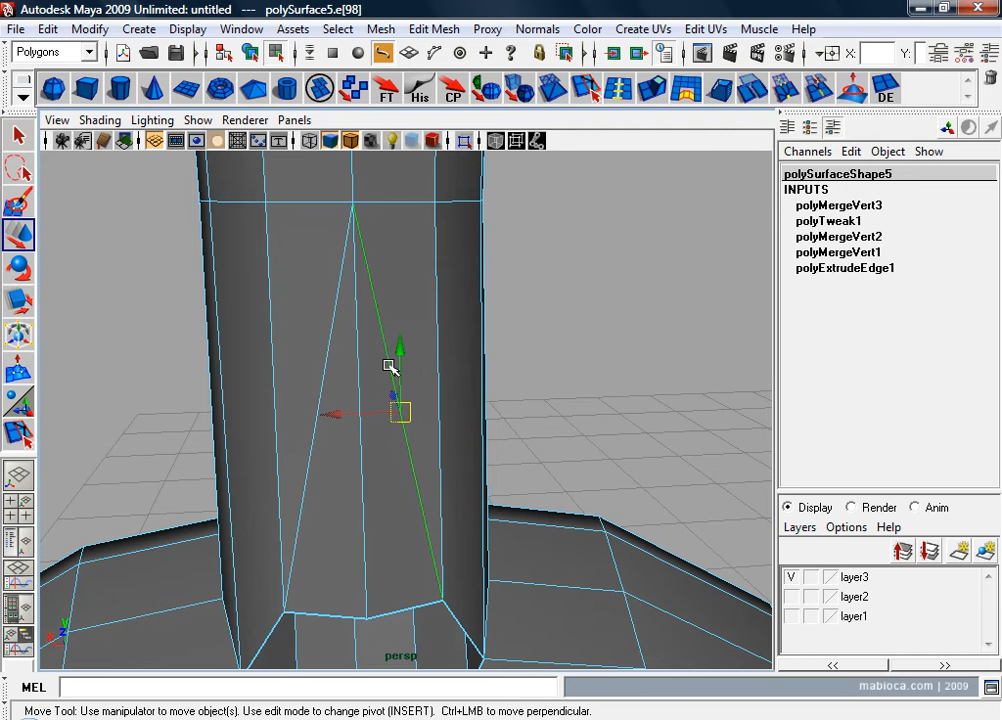 Autodesk Maya 2009 Unlimited: untitled --- polySurface5.e[98]
File Edit Modify Create Display Window Assets Select Mesh Edit Mesh Proxy Normals Color Create UVs Edit UVs Muscle Help
Polygons X: Y:
FT His CP DE
View Shading Lighting Show Renderer Panels
Channels Edit Object Show
polySurfaceShape5
INPUTS
polyMergeVert3
polyTweak1
polyMergeVert2
polyMergeVert1
polyExtrudeEdge1
Display Render Anim
Layers Options Help
V layer3
layer2
layer1
y
z
x
persp
<< >>
MEL
mabioca.com | 2009
Move Tool: Use manipulator to move object(s). Use edit mode to change pivot (INSERT). Ctrl+LMB to move perpendicular.